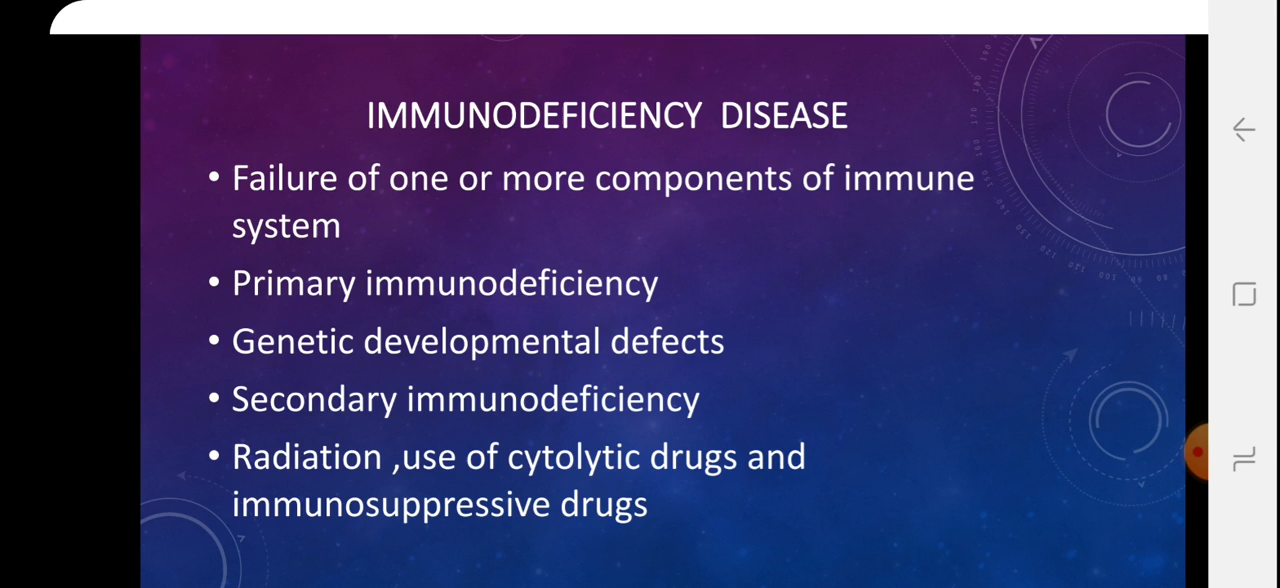 IMMUNODEFICIENCY DISEASE
• Failure of one or more components of immune
system
• Primary immunodeficiency
• Genetic developmental defects
• Secondary immunodeficiency
• Radiation ,use of cytolytic drugs and
immunosuppressive drugs